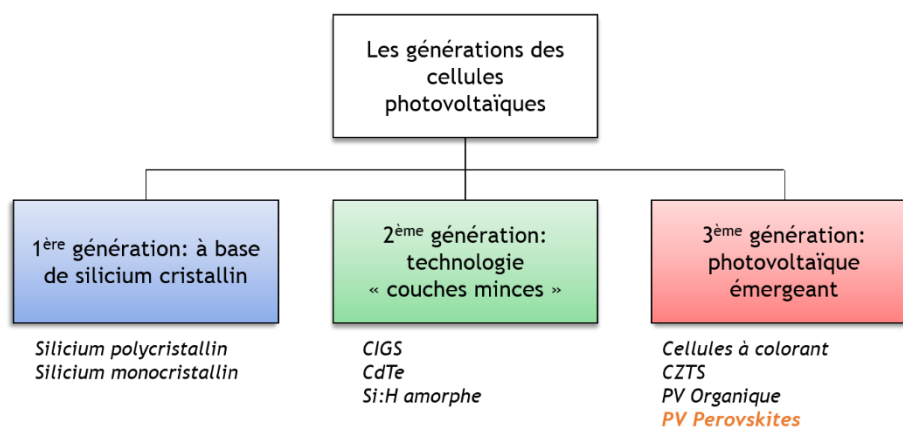 Les générations des
cellules
photovoltaïques
1ère génération: à base
de silicium cristallin
2ème génération:
technologie
« couches minces »
3ème génération:
photovoltaïque
émergeant
Silicium polycristallin
Silicium monocristallin
CIGS
CdTe
Si:H amorphe
Cellules à colorant
CZTS
PV Organique
PV Perovskites